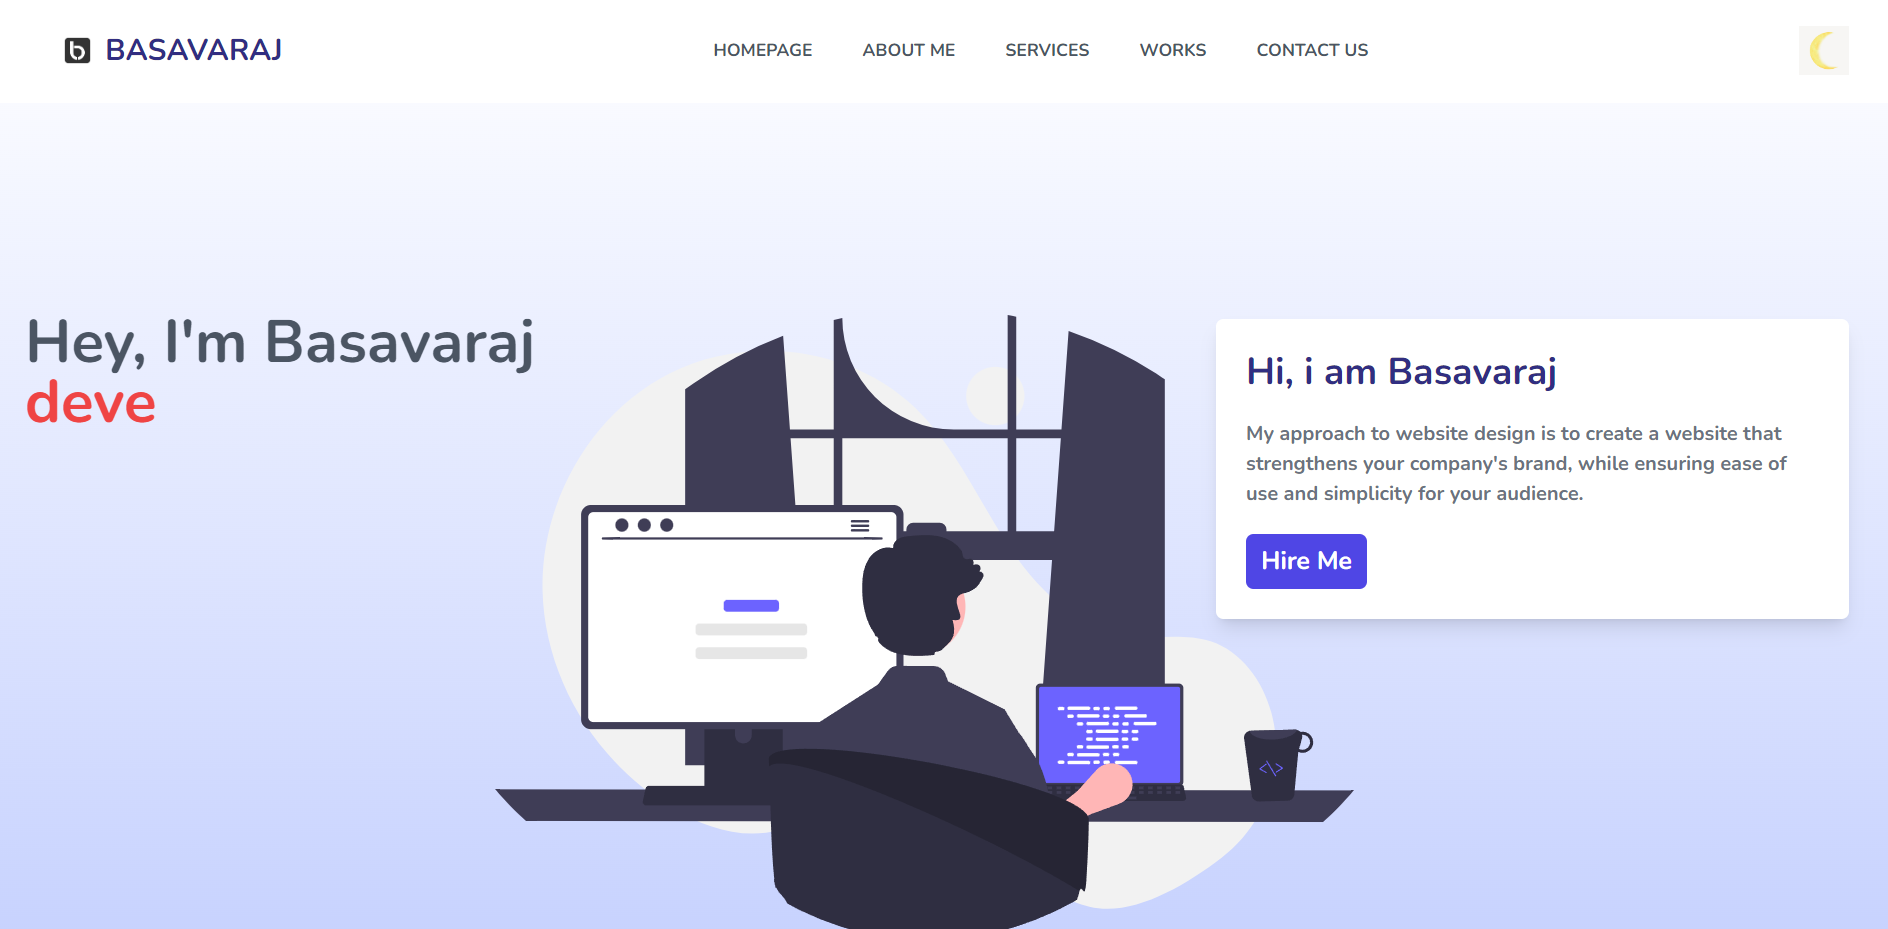 BASAVARAJ
HOMEPAGE
ABOUT ME
SERVICES
WORKS
CONTACT US
Hey, I'm Basavaraj
deve
Hi, i am Basavaraj
My approach to website design is to create a website that
strengthens your company's brand, while ensuring ease of
use and simplicity for your audience.
Hire Me
<\>